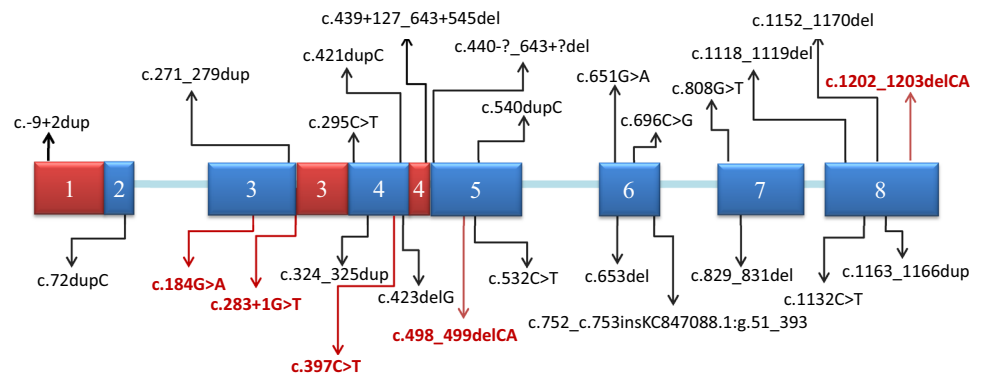 c.439+127_643+545del
c.1152_1170del
c.421dupC
c.440-?_643+?del
c.1118_1119del
c.271_279dup
c.651G>A
c.808G>T
c.1202_1203delCA
c.540dupC
c.-9+2dup
c.295C>T
c.696C>G
1 2 3 3 4 4 5 6 7 8
c.72dupC
c.184G>A
c.324_325dup
c.532C>T
c.653del
c.829_831del
c.1163_1166dup
c.283+1G>T
c.423delG
c.1132C>T
c.752_c.753insKC847088.1:g.51_393
c.498_499delCA
c.397C>T